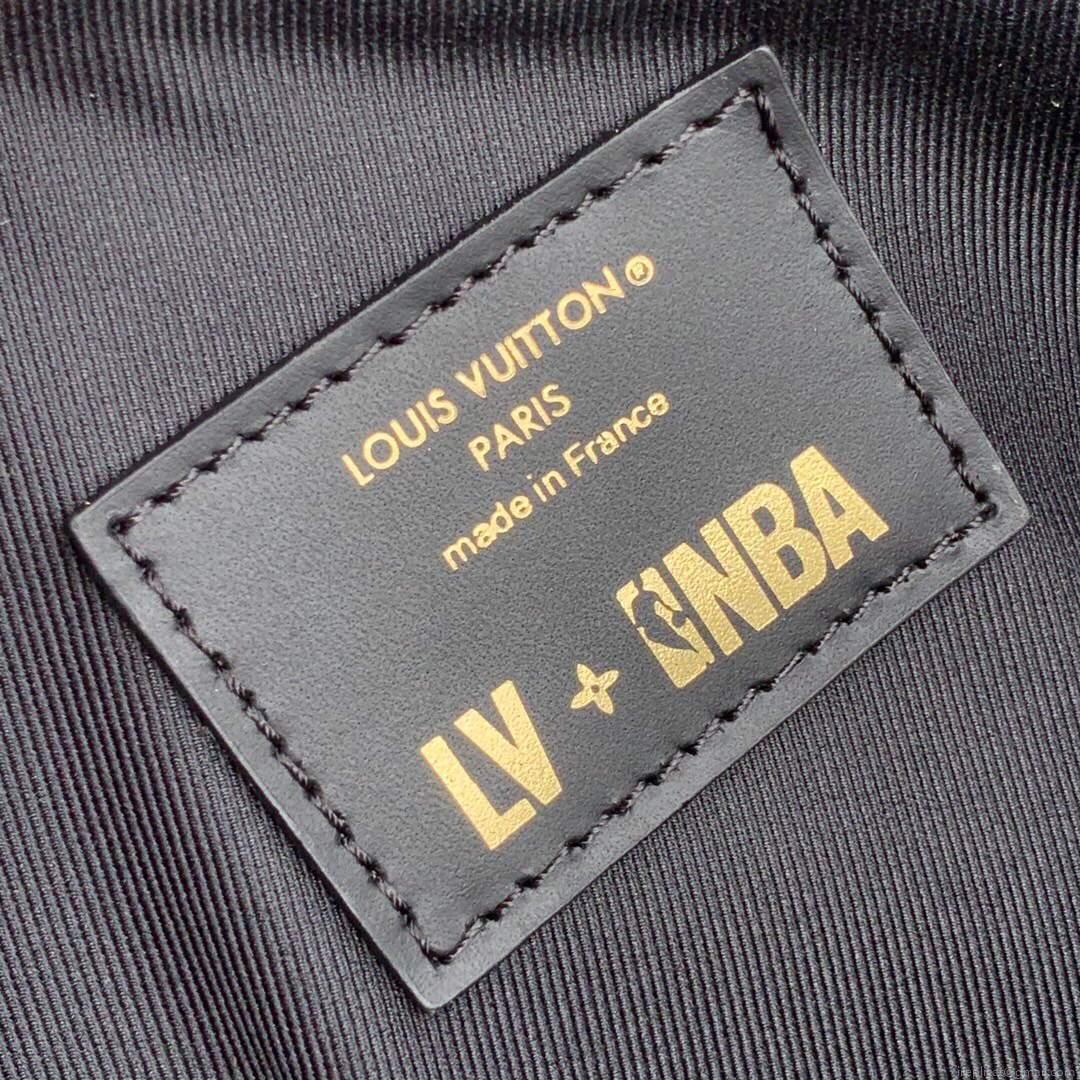 LOUIS VUITTON®
PARIS
made in France
LV + NBA